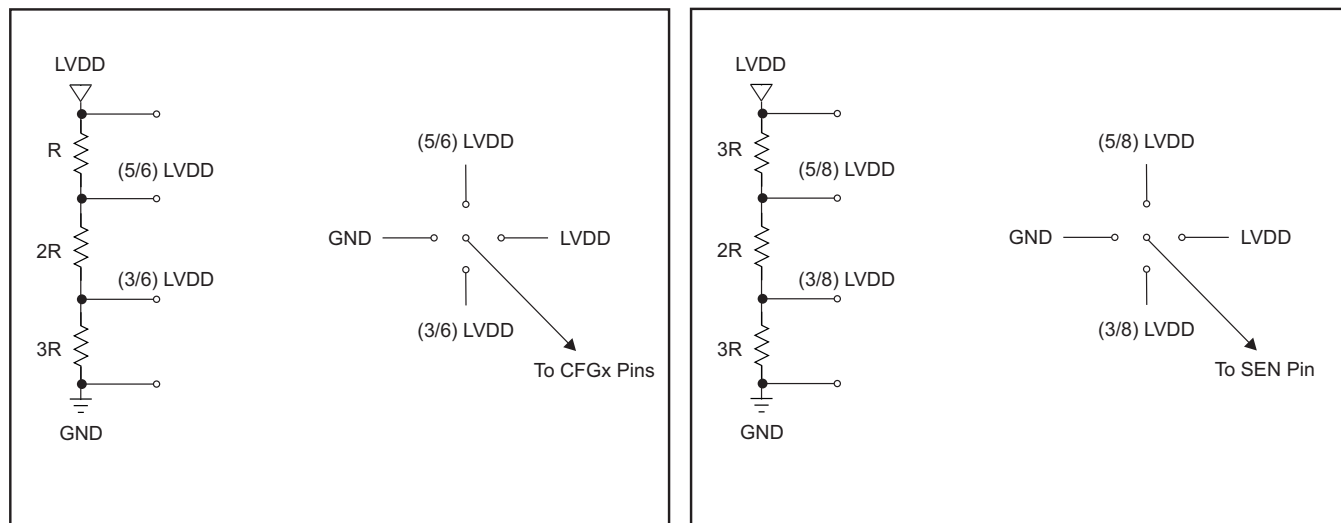 LVDD
R
(5/6) LVDD
2R
(3/6) LVDD
3R
GND
(5/6) LVDD
GND
LVDD
(3/6) LVDD
To CFGx Pins
LVDD
3R
(5/8) LVDD
2R
(3/8) LVDD
3R
GND
(5/8) LVDD
GND
LVDD
(3/8) LVDD
To SEN Pin